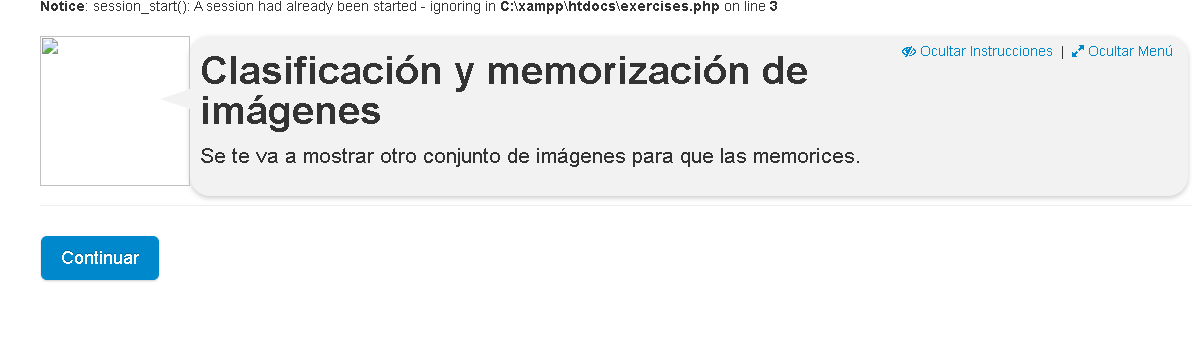 Notice: session_start(): A session had already been started - ignoring in C:\xampp\htdocs\exercises.php on line 3
Ocultar Instrucciones | Ocultar Menú
Clasificación y memorización de
imágenes
Se te va a mostrar otro conjunto de imágenes para que las memorices.
Continuar